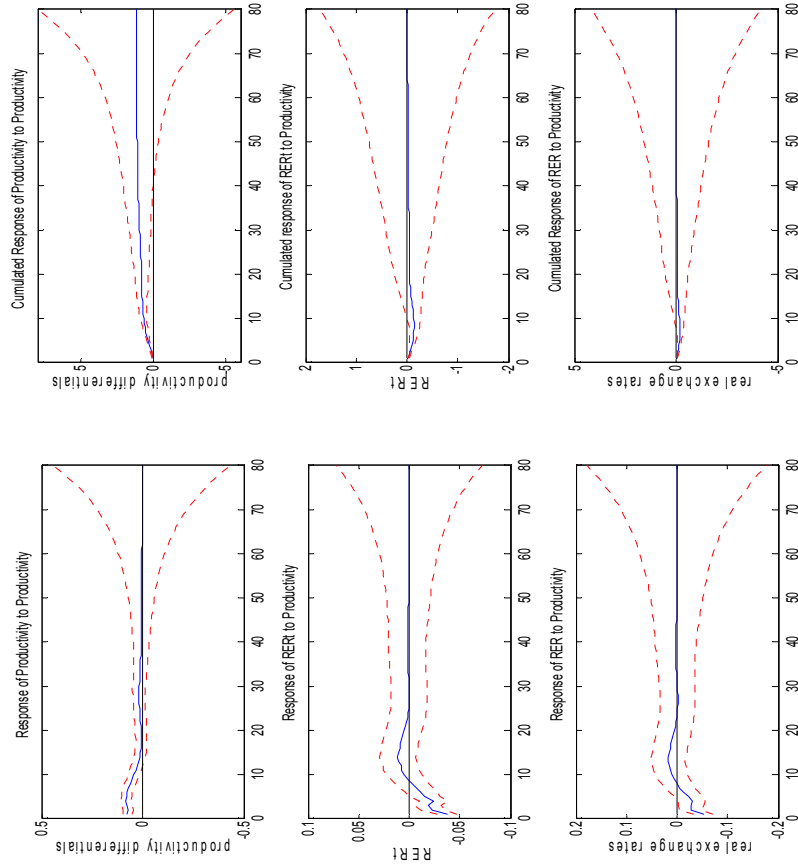 Cumulated Response of Productivity to Productivity
productivity differentials
5
0
-5
0 10 20 30 40 50 60 70 80
Cumulated response of RERt to Productivity
RERt
2
1
0
-1
-2
0 10 20 30 40 50 60 70 80
Cumulated Response of RER to Productivity
real exchange rates
5
0
-5
0 10 20 30 40 50 60 70 80
Response of Productivity to Productivity
productivity differentials
0.5
0
-0.5
0 10 20 30 40 50 60 70 80
Response of RERt to Productivity
RERt
0.1
0.05
0
-0.05
-0.1
0 10 20 30 40 50 60 70 80
Response of RER to Productivity
real exchange rates
0.2
0.1
0
-0.1
-0.2
0 10 20 30 40 50 60 70 80